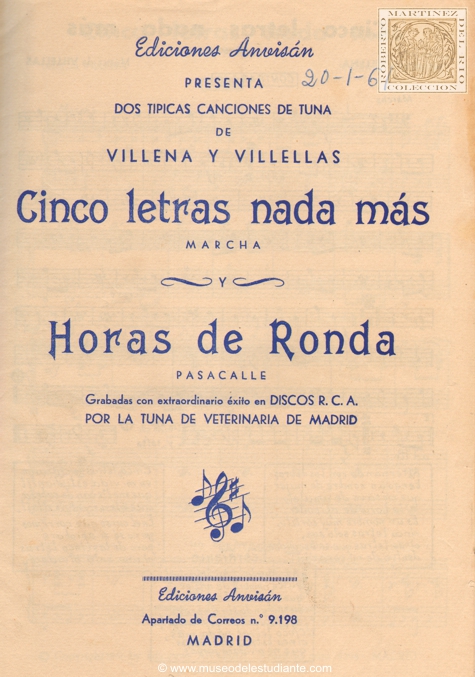 Ediciones Anvisán
PRESENTA
20-1-6
ROBERTO MARTINEZ DEL RIO
COLECCION
DOS TIPICAS CANCIONES DE TUNA
DE
VILLENA Y VILLELLAS
Cinco letras nada más
MARCHA
Y
Horas de Ronda
PASACALLE
Grabadas con extraordinario éxito en DISCOS R. C. A.
POR LA TUNA DE VETERINARIA DE MADRID
Ediciones Anvisán
Apartado de Correos n.º 9.198
MADRID
© www.museodelestudiante.com